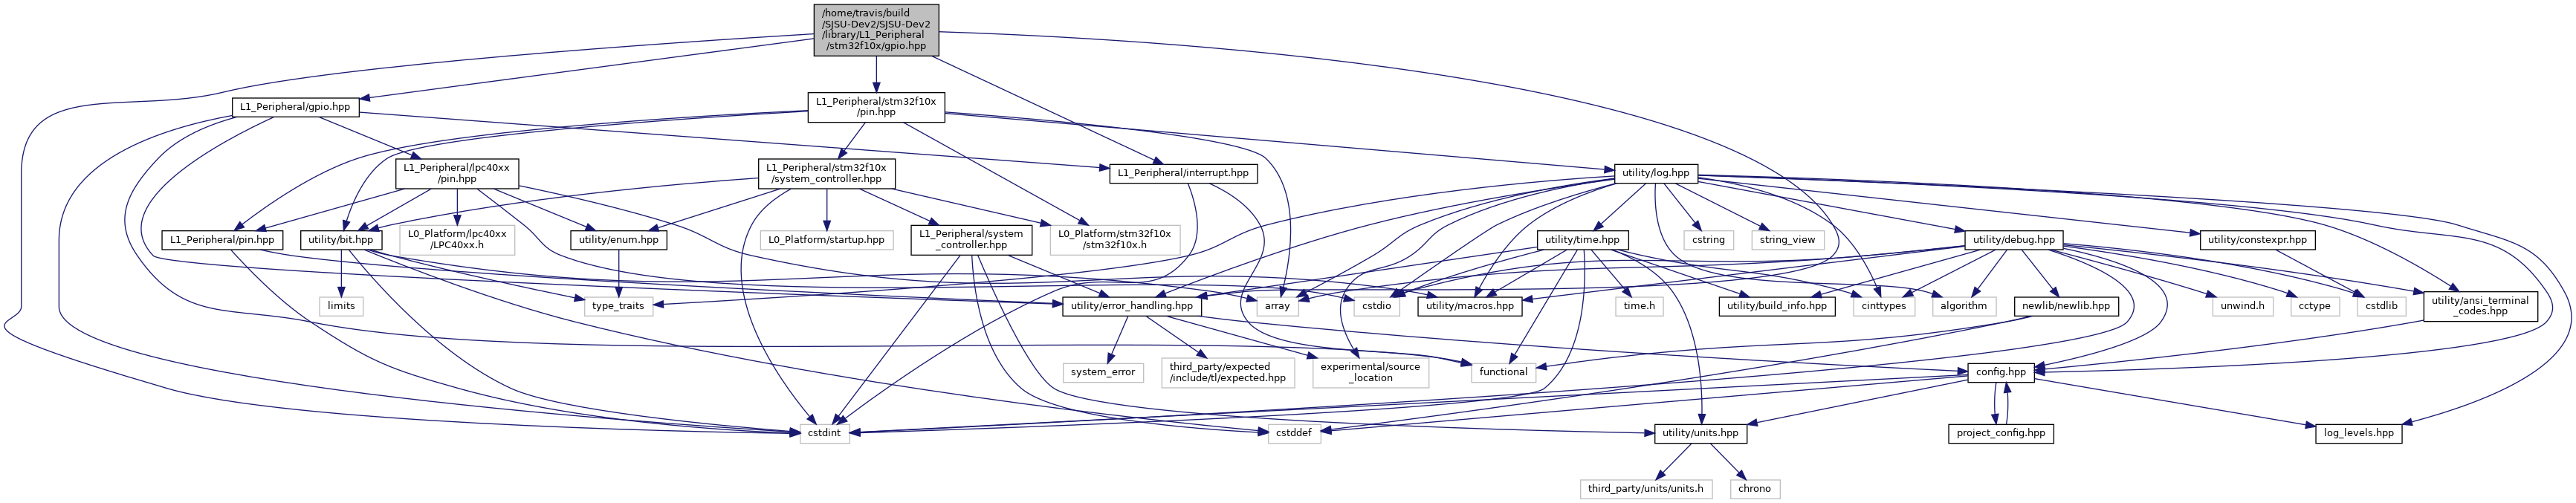 /home/travis/build
/SJSU-Dev2/SJSU-Dev2
/library/L1_Peripheral
/stm32f10x/gpio.hpp
L1_Peripheral/gpio.hpp
L1_Peripheral/stm32f10x
/pin.hpp
L1_Peripheral/lpc40xx
/pin.hpp
L1_Peripheral/stm32f10x
/system_controller.hpp
L1_Peripheral/interrupt.hpp
utility/log.hpp
L1_Peripheral/pin.hpp
utility/bit.hpp
L0_Platform/lpc40xx
/LPC40xx.h
utility/enum.hpp
L0_Platform/startup.hpp
L1_Peripheral/system
_controller.hpp
L0_Platform/stm32f10x
/stm32f10x.h
utility/time.hpp
cstring
string_view
utility/debug.hpp
utility/constexpr.hpp
limits
type_traits
utility/error_handling.hpp
array
cstdio
utility/macros.hpp
time.h
utility/build_info.hpp
cinttypes
algorithm
newlib/newlib.hpp
unwind.h
cctype
cstdlib
utility/ansi_terminal
_codes.hpp
system_error
third_party/expected
/include/tl/expected.hpp
experimental/source
_location
functional
config.hpp
cstdint
cstddef
utility/units.hpp
project_config.hpp
log_levels.hpp
third_party/units/units.h
chrono